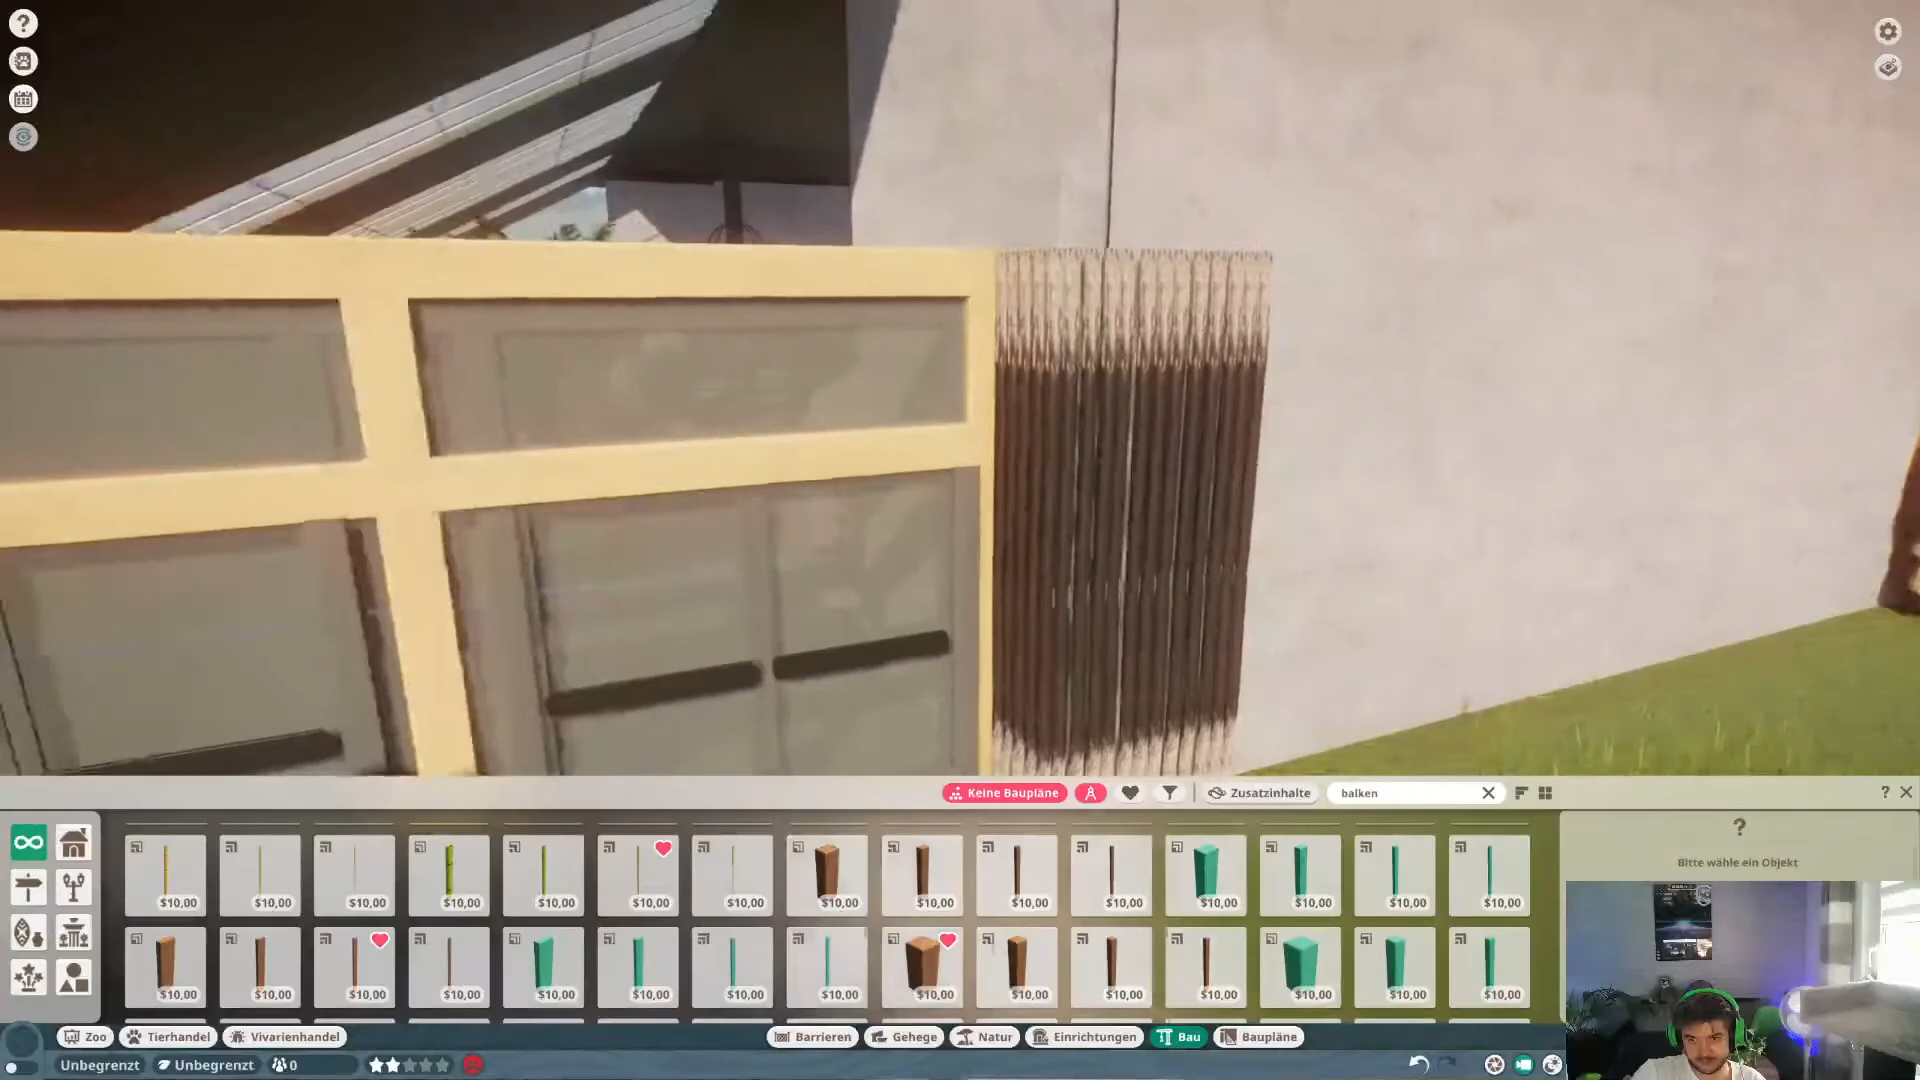 Keine Baupläne
Zusatzinhalte
balken
?
?
Bitte wähle ein Objekt
$10,00 $10,00 $10,00 $10,00 $10,00 $10,00 $10,00 $10,00 $10,00 $10,00 $10,00 $10,00 $10,00 $10,00 $10,00
$10,00 $10,00 $10,00 $10,00 $10,00 $10,00 $10,00 $10,00 $10,00 $10,00 $10,00 $10,00 $10,00 $10,00 $10,00
Zoo Tierhandel Vivarienhandel Barrieren Gehege Natur Einrichtungen Bau Baupläne
Unbegrenzt Unbegrenzt 0